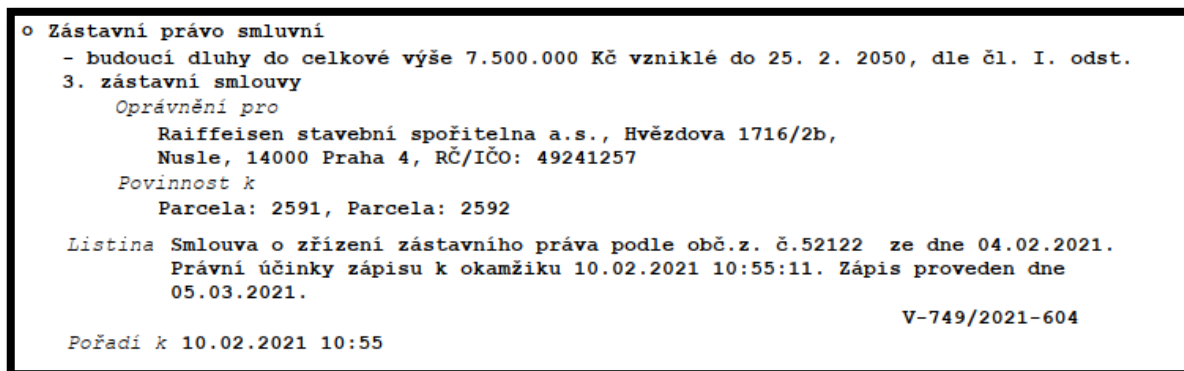 o Zástavní právo smluvní
- budoucí dluhy do celkové výše 7.500.000 Kč vzniklé do 25. 2. 2050, dle čl. I. odst.
3. zástavní smlouvy
Oprávnění pro
Raiffeisen stavební spořitelna a.s., Hvězdova 1716/2b,
Nusle, 14000 Praha 4, RČ/IČO: 49241257
Povinnost k
Parcela: 2591, Parcela: 2592
Listina Smlouva o zřízení zástavního práva podle obč.z. č.52122 ze dne 04.02.2021.
Právní účinky zápisu k okamžiku 10.02.2021 10:55:11. Zápis proveden dne
05.03.2021.
V-749/2021-604
Pořadí k 10.02.2021 10:55